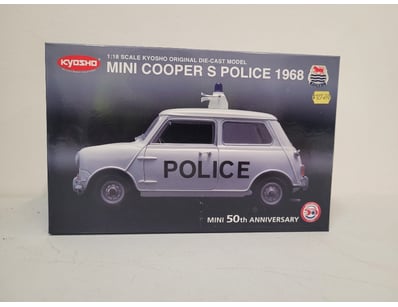 KYOSHO
1:18 SCALE KYOSHO ORIGINAL DIE-CAST MODEL
MINI COOPER S POLICE 1968
POLICE
MINI 50th ANNIVERSARY